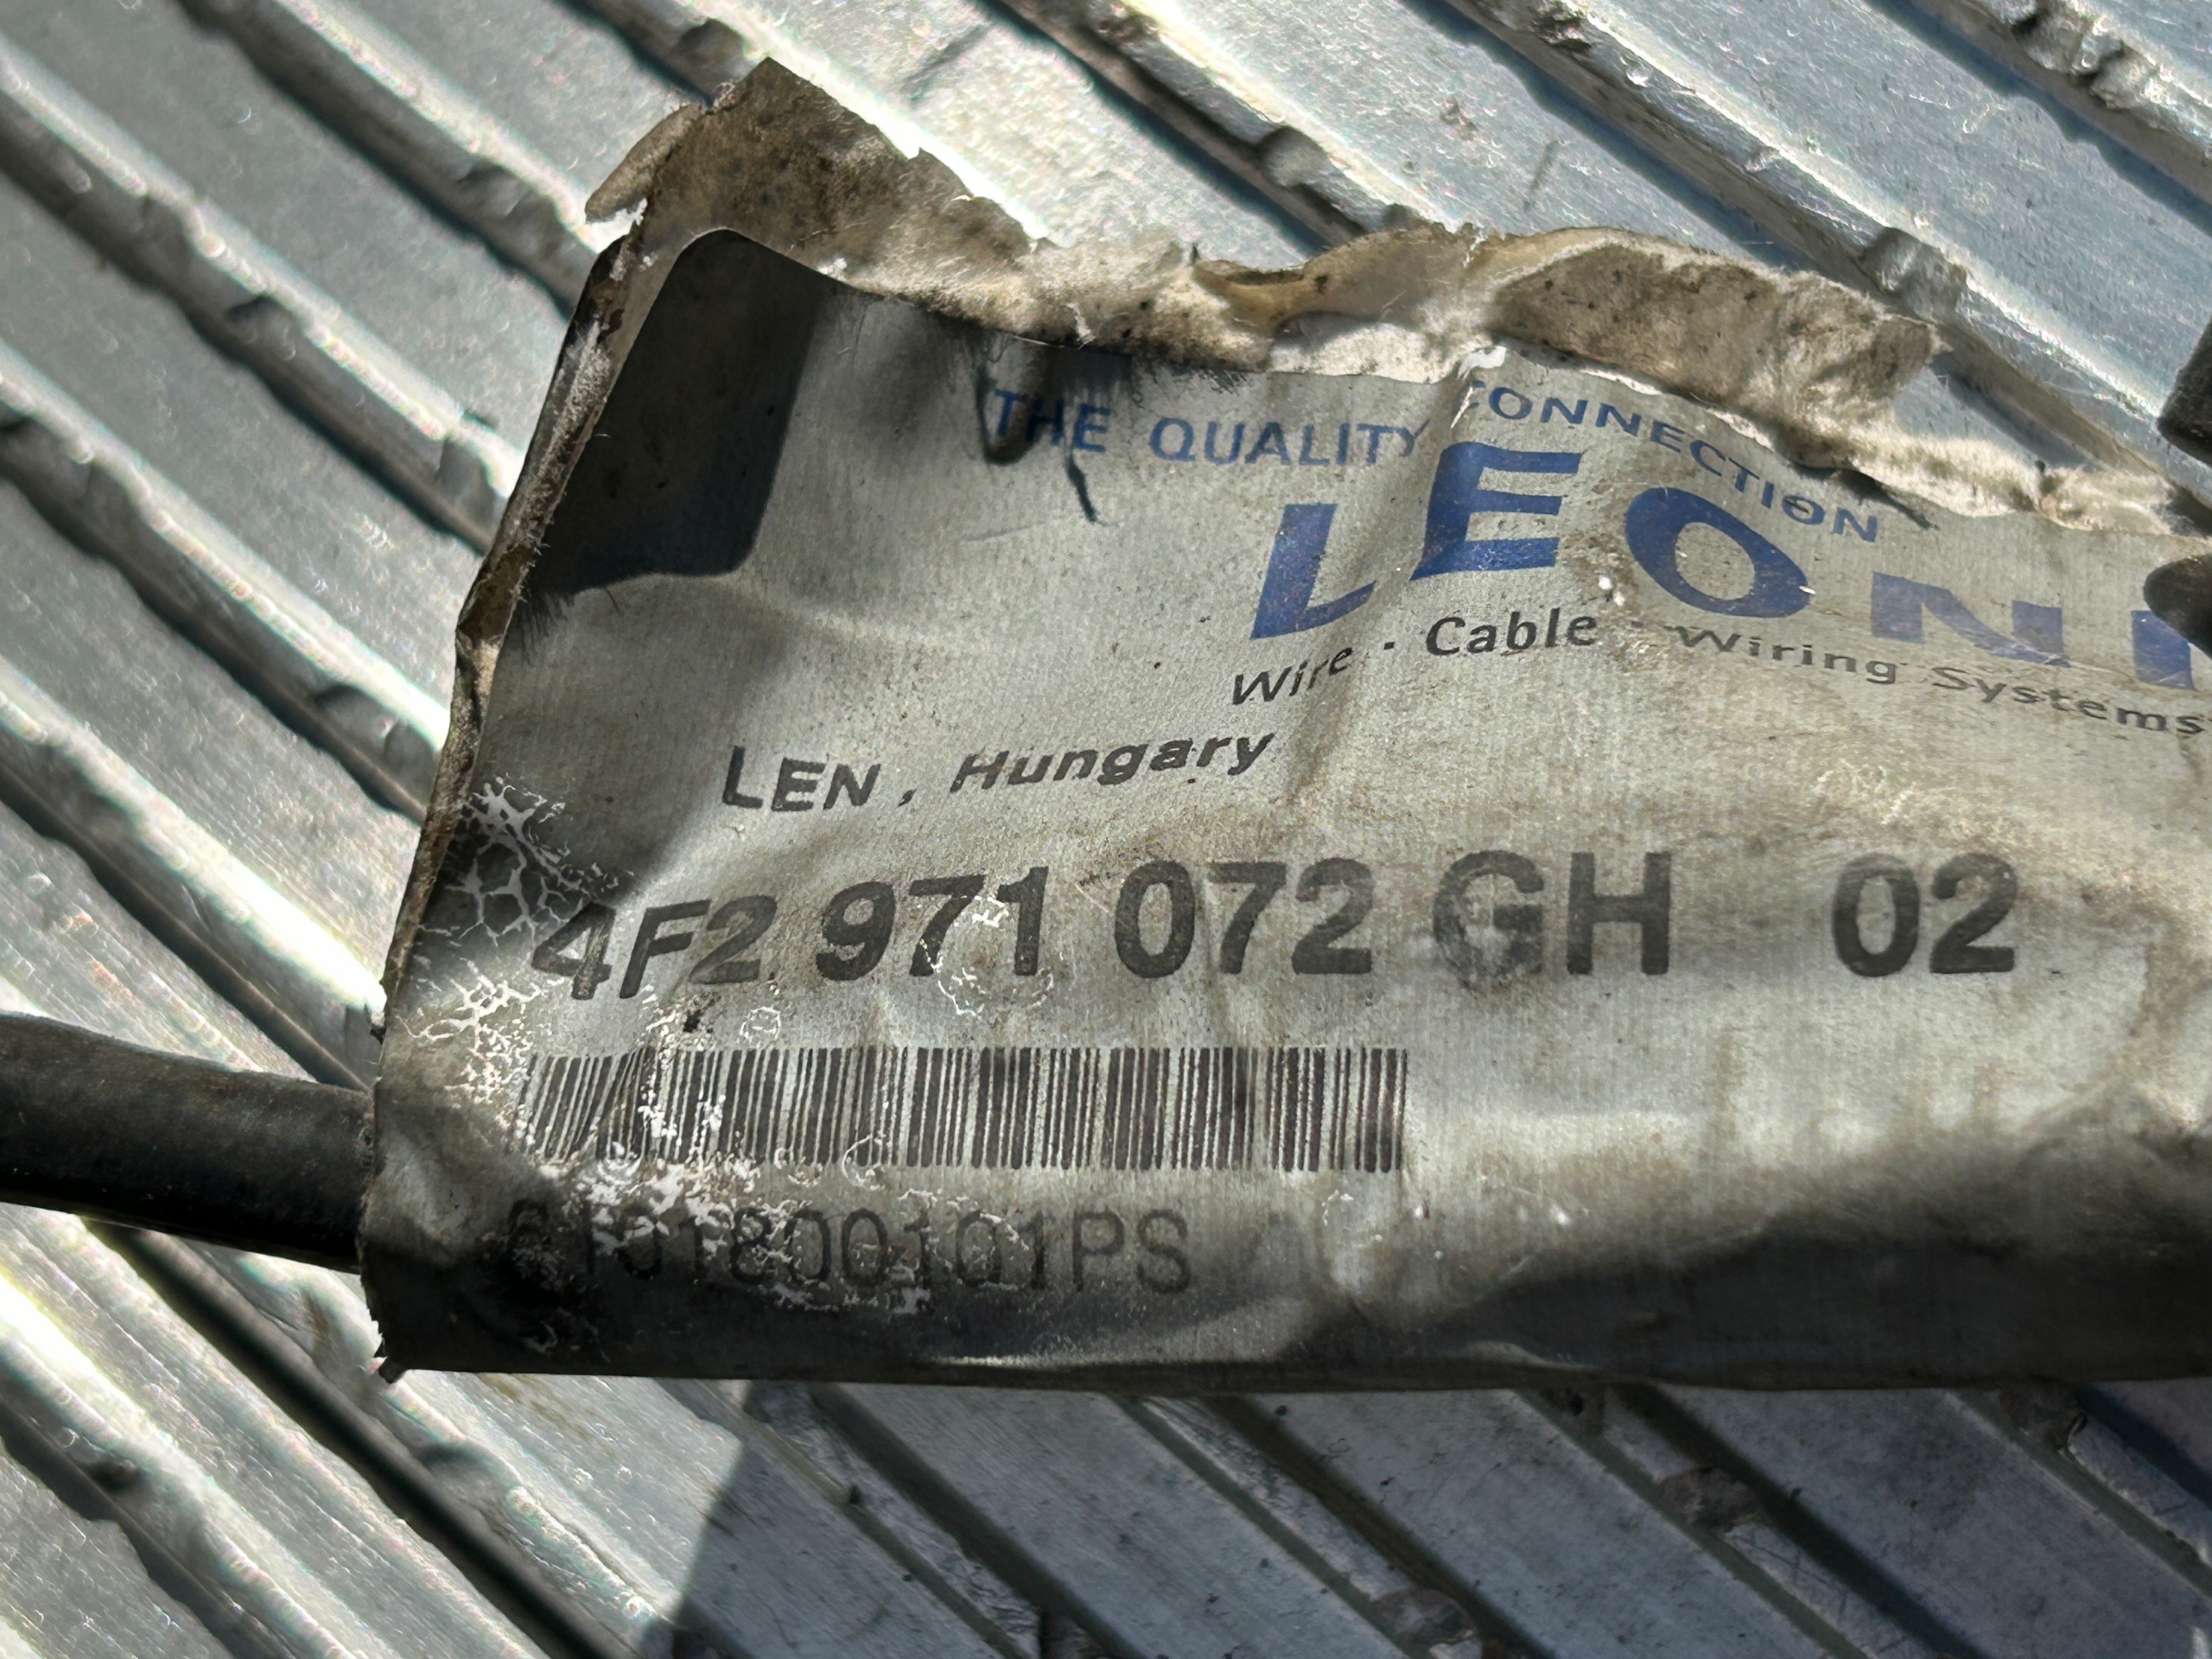 THE QUALITY CONNECTION
LEONI
Wire · Cable · Wiring Systems
LEN , Hungary
4F2 971 072 GH 02